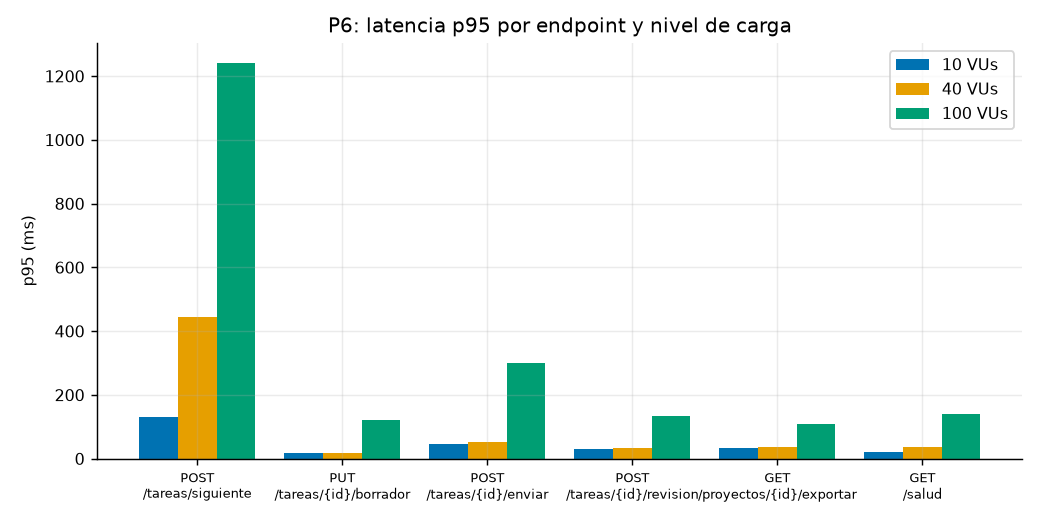 P6: latencia p95 por endpoint y nivel de carga
10 VUs
40 VUs
100 VUs
p95 (ms)
1200
1000
800
600
400
200
0
POST
/tareas/siguiente
PUT
/tareas/{id}/borrador
POST
/tareas/{id}/enviar
POST
/tareas/{id}/revision
GET
/proyectos/{id}/exportar
GET
/salud